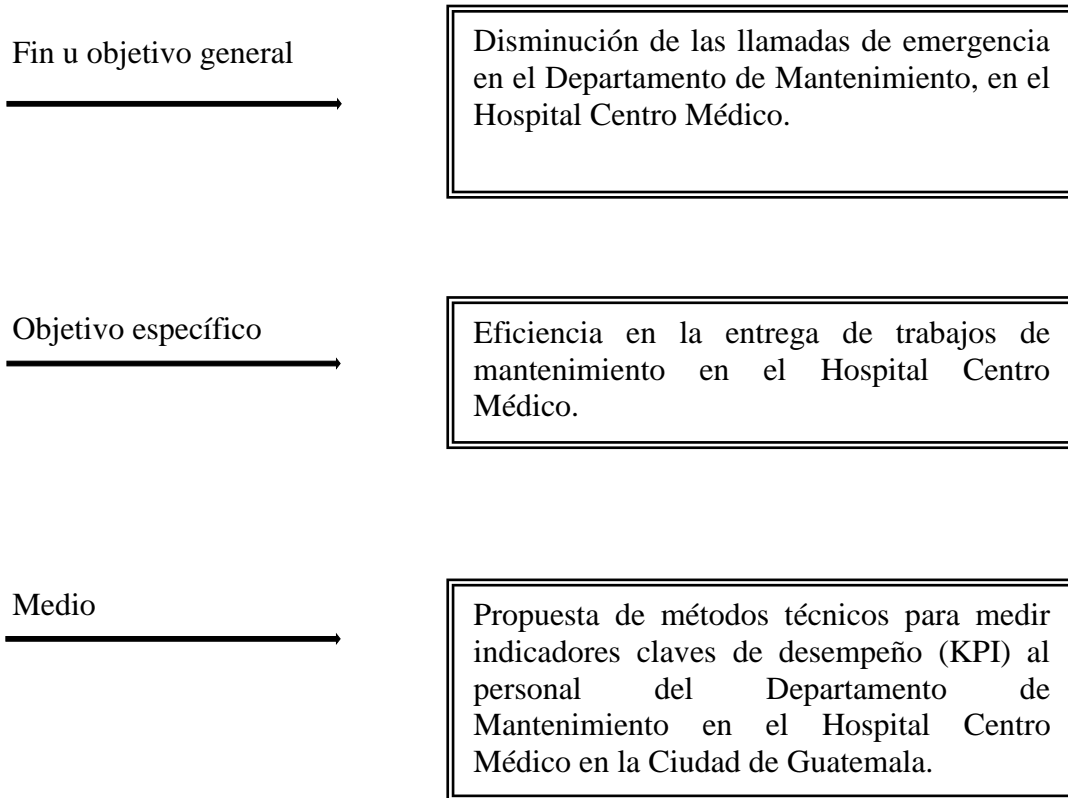 Fin u objetivo general
Disminución de las llamadas de emergencia
en el Departamento de Mantenimiento, en el
Hospital Centro Médico.
Objetivo específico
Eficiencia en la entrega de trabajos de
mantenimiento en el Hospital Centro
Médico.
Medio
Propuesta de métodos técnicos para medir
indicadores claves de desempeño (KPI) al
personal del Departamento de
Mantenimiento en el Hospital Centro
Médico en la Ciudad de Guatemala.